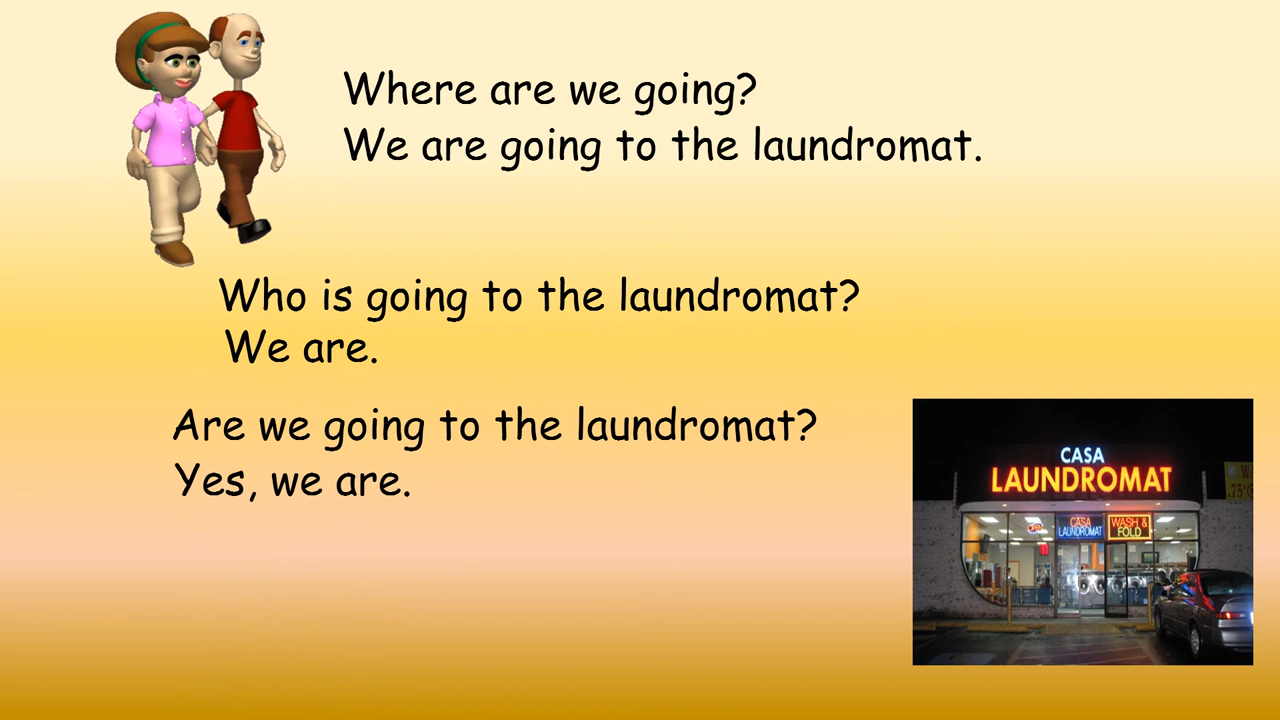 Where are we going?
We are going to the laundromat.
Who is going to the laundromat?
We are.
Are we going to the laundromat?
Yes, we are.
CASA
LAUNDROMAT
CASA
LAUNDROMAT
WASH &
FOLD